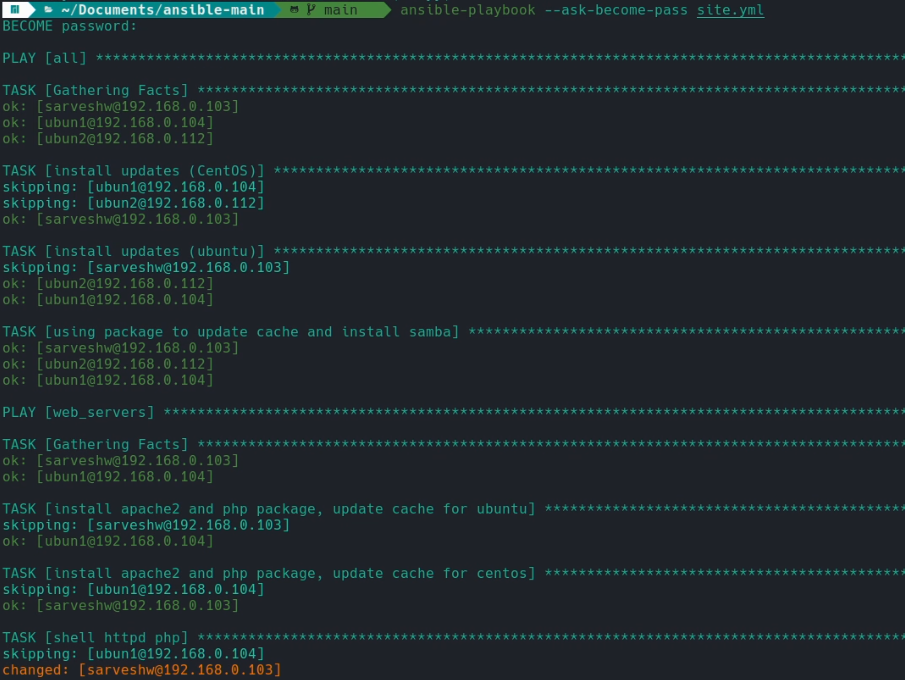 ~/Documents/ansible-main main ansible-playbook --ask-become-pass site.yml
BECOME password:
PLAY [all] ************************************************************************************************
TASK [Gathering Facts] ************************************************************************************
ok: [sarveshw@192.168.0.103]
ok: [ubun1@192.168.0.104]
ok: [ubun2@192.168.0.112]
TASK [install updates (CentOS)] ***************************************************************************
skipping: [ubun1@192.168.0.104]
skipping: [ubun2@192.168.0.112]
ok: [sarveshw@192.168.0.103]
TASK [install updates (ubuntu)] ***************************************************************************
skipping: [sarveshw@192.168.0.103]
ok: [ubun2@192.168.0.112]
ok: [ubun1@192.168.0.104]
TASK [using package to update cache and install samba] ****************************************************
ok: [sarveshw@192.168.0.103]
ok: [ubun2@192.168.0.112]
ok: [ubun1@192.168.0.104]
PLAY [web_servers] ****************************************************************************************
TASK [Gathering Facts] ************************************************************************************
ok: [sarveshw@192.168.0.103]
ok: [ubun1@192.168.0.104]
TASK [install apache2 and php package, update cache for ubuntu] *******************************************
skipping: [sarveshw@192.168.0.103]
ok: [ubun1@192.168.0.104]
TASK [install apache2 and php package, update cache for centos] *******************************************
skipping: [ubun1@192.168.0.104]
ok: [sarveshw@192.168.0.103]
TASK [shell httpd php] ************************************************************************************
skipping: [ubun1@192.168.0.104]
changed: [sarveshw@192.168.0.103]